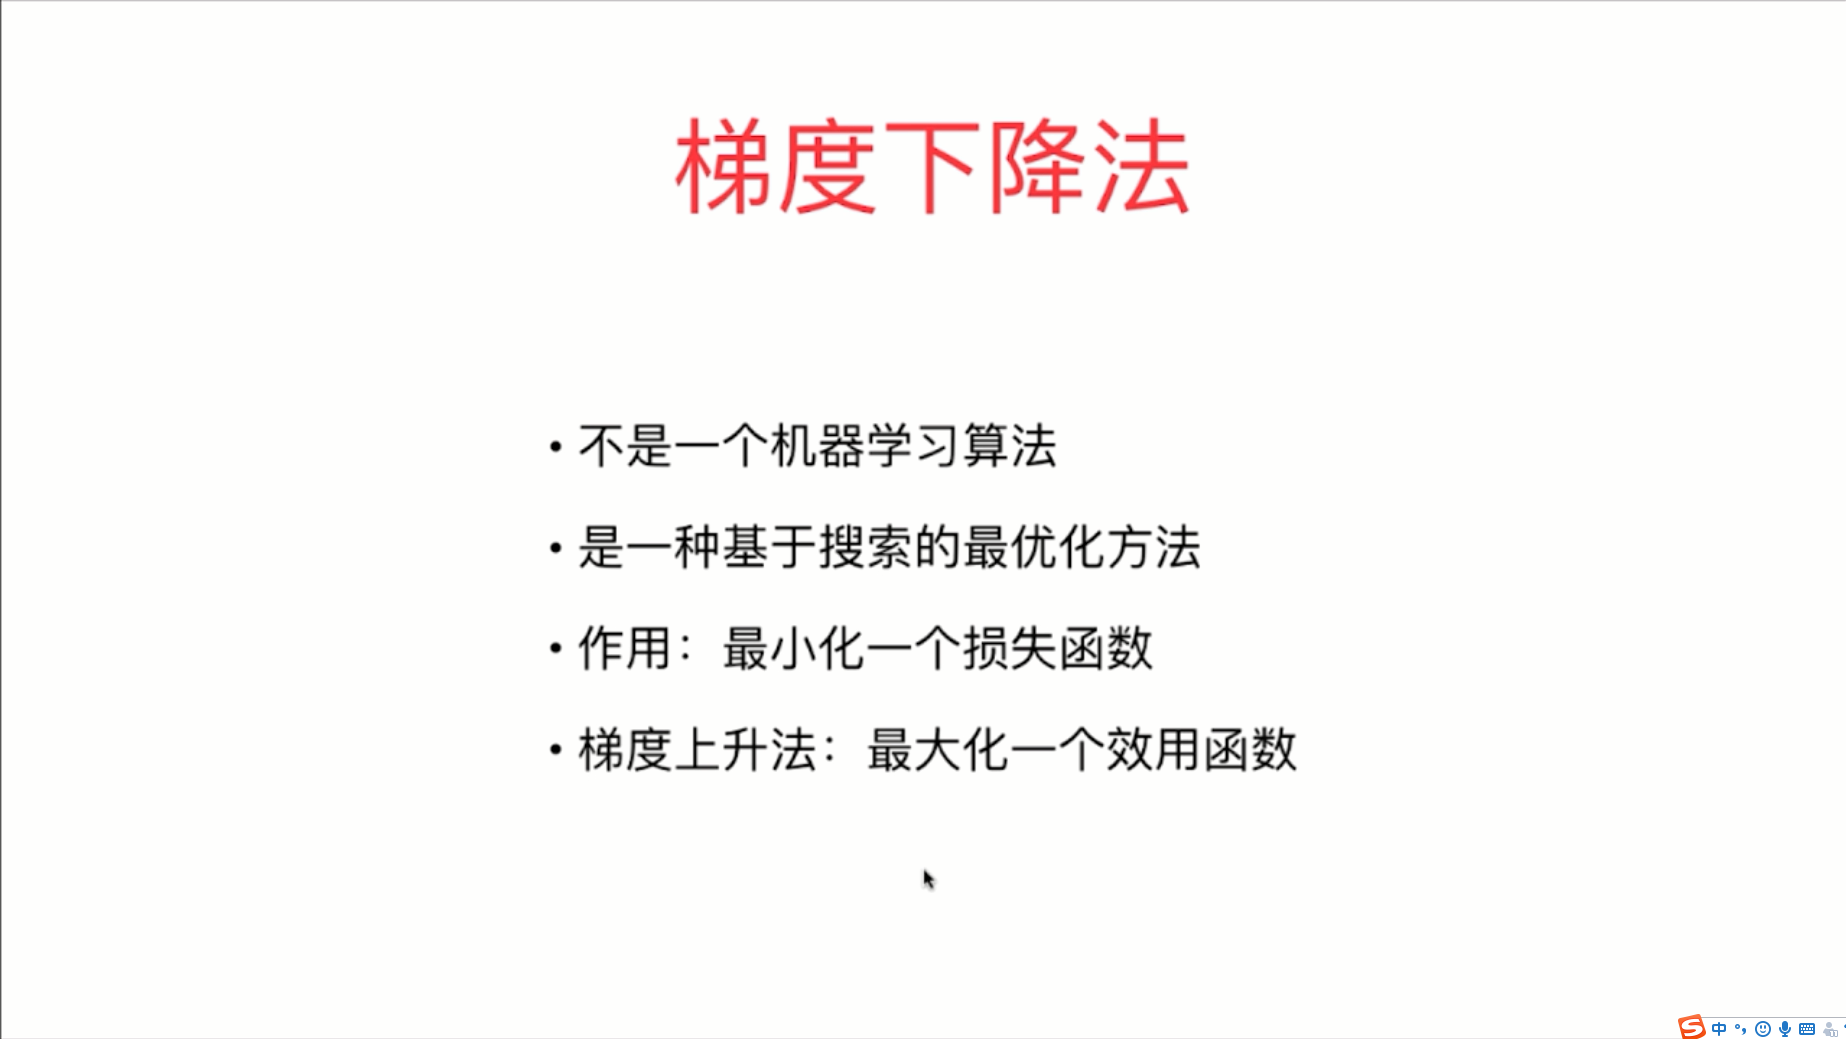 梯度下降法
• 不是一个机器学习算法
• 是一种基于搜索的最优化方法
• 作用：最小化一个损失函数
• 梯度上升法：最大化一个效用函数
中